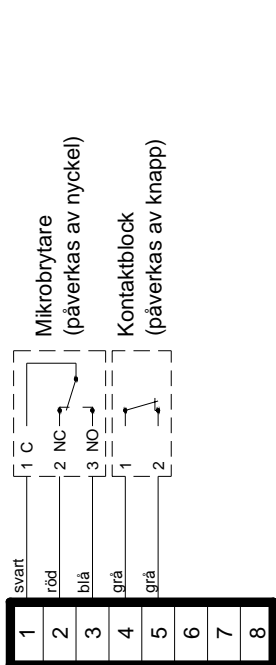 Mikrobrytare
(påverkas av nyckel)
Kontaktblock
(påverkas av knapp)
svart
röd
blå
grå
grå
1 C
2 NC
3 NO
1
2
1
2
3
4
5
6
7
8